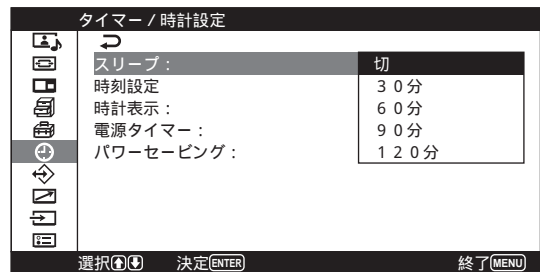 タイマー / 時計設定
スリープ： 切
時刻設定 ３０分
時計表示： ６０分
電源タイマー： ９０分
パワーセービング： １２０分
選択 決定 ENTER 終了 MENU